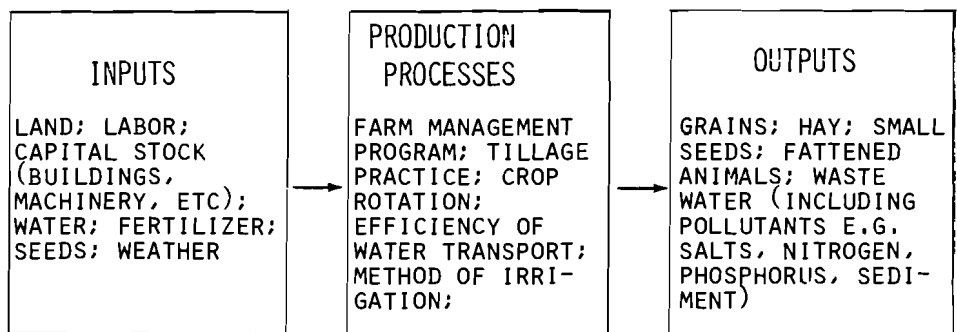 INPUTS
LAND; LABOR;
CAPITAL STOCK
(BUILDINGS,
MACHINERY, ETC);
WATER; FERTILIZER;
SEEDS; WEATHER
PRODUCTION
PROCESSES
FARM MANAGEMENT
PROGRAM; TILLAGE
PRACTICE; CROP
ROTATION;
EFFICIENCY OF
WATER TRANSPORT;
METHOD OF IRRI-
GATION;
OUTPUTS
GRAINS; HAY; SMALL
SEEDS; FATTENED
ANIMALS; WASTE
WATER (INCLUDING
POLLUTANTS E.G.
SALTS, NITROGEN,
PHOSPHORUS, SEDI-
MENT)